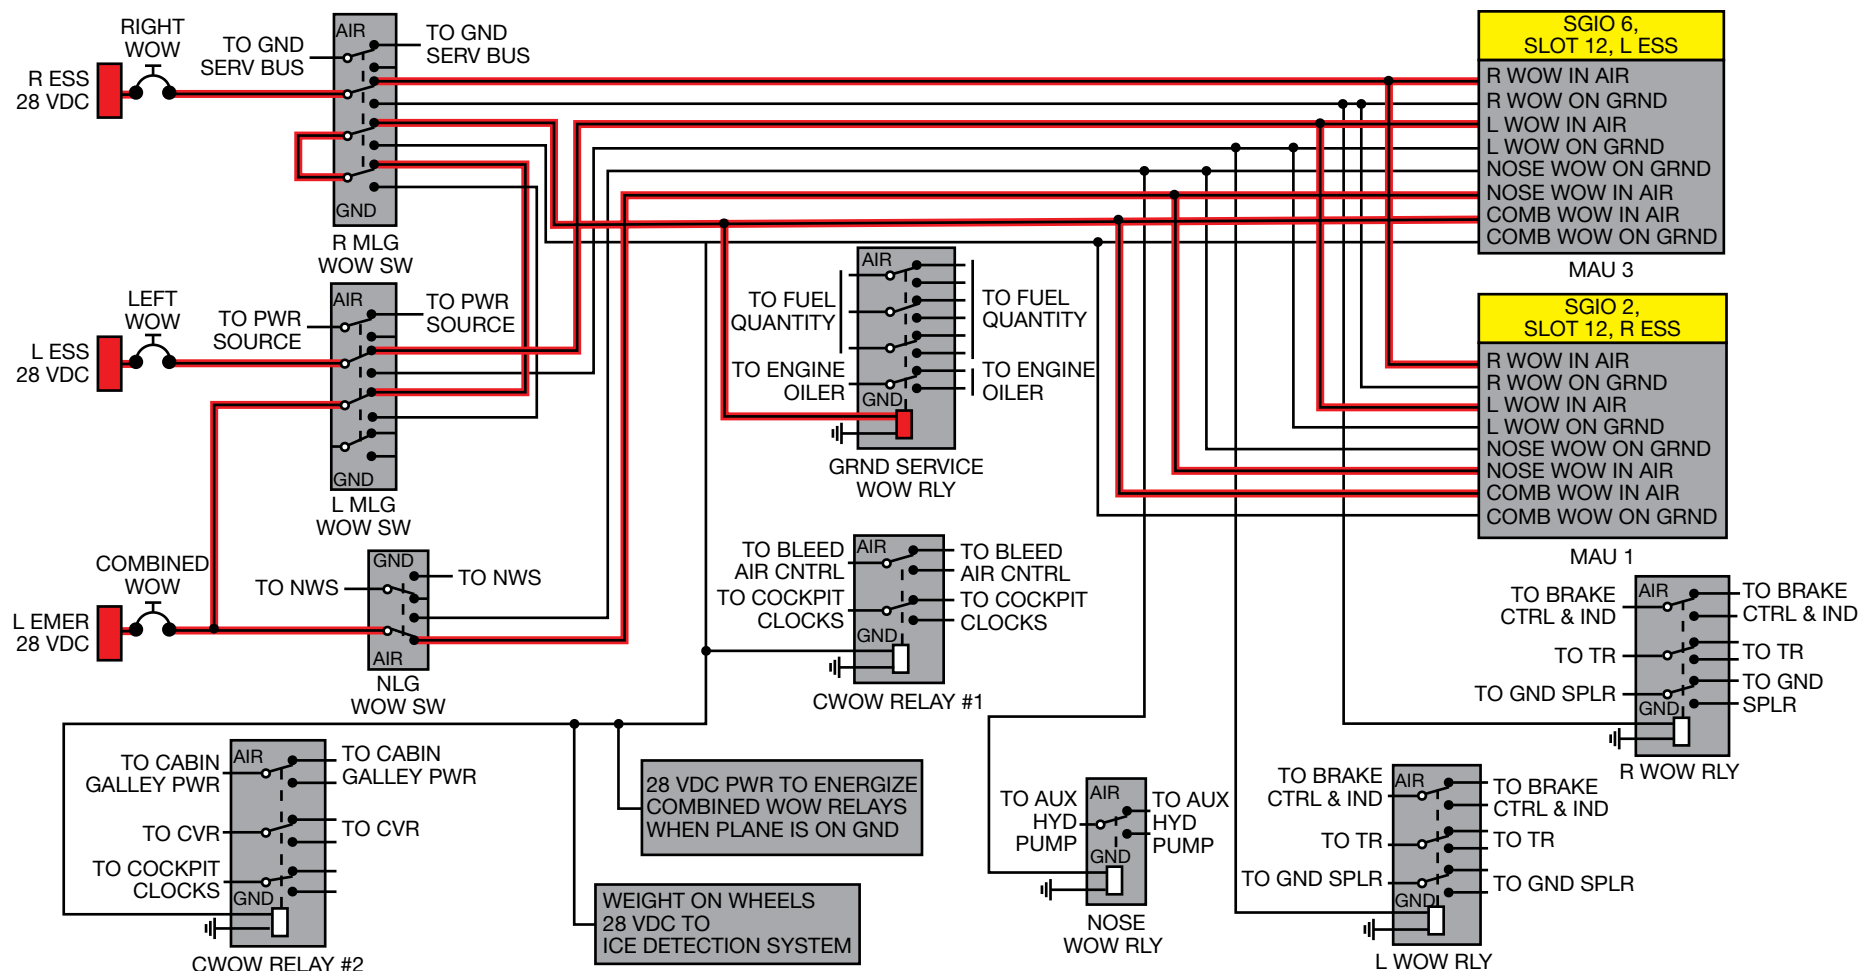 RIGHT
WOW
R ESS
28 VDC
TO GND
SERV BUS
AIR
TO GND
SERV BUS
GND
R MLG
WOW SW
LEFT
WOW
L ESS
28 VDC
TO PWR
SOURCE
AIR
TO PWR
SOURCE
GND
L MLG
WOW SW
COMBINED
WOW
L EMER
28 VDC
TO NWS
GND
TO NWS
AIR
NLG
WOW SW
SGIO 6,
SLOT 12, L ESS
R WOW IN AIR
R WOW ON GRND
L WOW IN AIR
L WOW ON GRND
NOSE WOW ON GRND
NOSE WOW IN AIR
COMB WOW IN AIR
COMB WOW ON GRND
MAU 3
SGIO 2,
SLOT 12, R ESS
R WOW IN AIR
R WOW ON GRND
L WOW IN AIR
L WOW ON GRND
NOSE WOW ON GRND
NOSE WOW IN AIR
COMB WOW IN AIR
COMB WOW ON GRND
MAU 1
AIR
TO FUEL
QUANTITY
TO FUEL
QUANTITY
TO ENGINE
OILER
TO ENGINE
OILER
GND
GRND SERVICE
WOW RLY
TO BLEED
AIR CNTRL
AIR
TO BLEED
AIR CNTRL
TO COCKPIT
CLOCKS
TO COCKPIT
CLOCKS
GND
CWOW RELAY #1
TO CABIN
GALLEY PWR
AIR
TO CABIN
GALLEY PWR
TO CVR
TO CVR
TO COCKPIT
CLOCKS
GND
CWOW RELAY #2
28 VDC PWR TO ENERGIZE
COMBINED WOW RELAYS
WHEN PLANE IS ON GND
WEIGHT ON WHEELS
28 VDC TO
ICE DETECTION SYSTEM
TO AUX
HYD
PUMP
AIR
TO AUX
HYD
PUMP
GND
NOSE
WOW RLY
TO BRAKE
CTRL & IND
AIR
TO BRAKE
CTRL & IND
TO TR
TO TR
TO GND SPLR
TO GND SPLR
GND
L WOW RLY
TO BRAKE
CTRL & IND
AIR
TO BRAKE
CTRL & IND
TO TR
TO TR
TO GND SPLR
TO GND
SPLR
GND
R WOW RLY